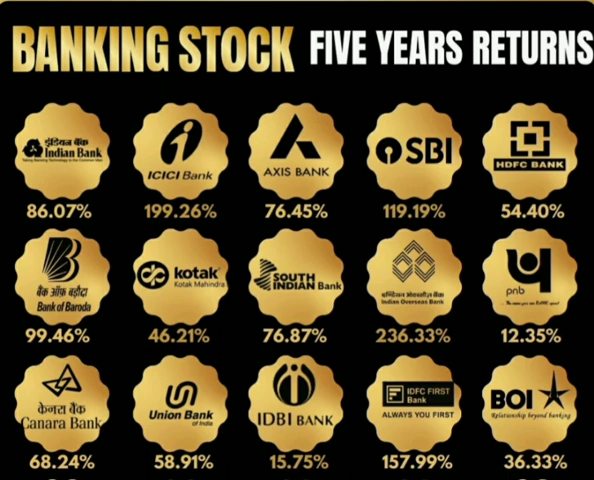 BANKING STOCK FIVE YEARS RETURNS
इंडियन बैंक
Indian Bank
ICICI Bank
AXIS BANK
SBI
HDFC BANK
86.07%
199.26%
76.45%
119.19%
54.40%
बैंक ऑफ़ बड़ौदा
Bank of Baroda
kotak
Kotak Mahindra
SOUTH
INDIAN Bank
इण्डियन ओवरसीज़ बैंक
Indian Overseas Bank
pnb
99.46%
46.21%
76.87%
236.33%
12.35%
केनरा बैंक
Canara Bank
Union Bank
of India
IDBI BANK
IDFC FIRST
Bank
ALWAYS YOU FIRST
BOI
Relationship beyond banking
68.24%
58.91%
15.75%
157.99%
36.33%